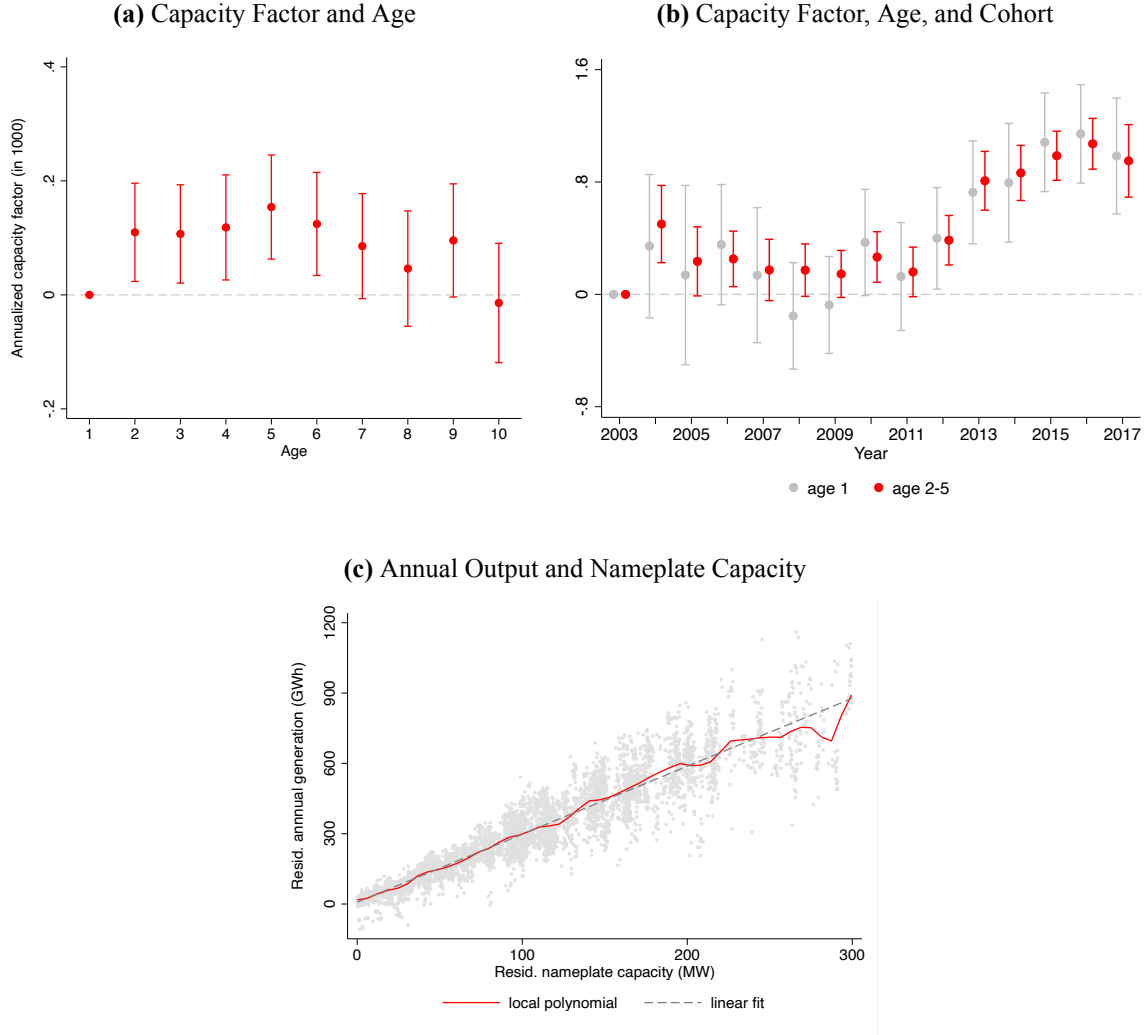 (a) Capacity Factor and Age
Annualized capacity factor (in 1000)
.4
.2
0
-.2
1 2 3 4 5 6 7 8 9 10
Age
(b) Capacity Factor, Age, and Cohort
1.6
.8
0
-.8
2003 2005 2007 2009 2011 2013 2015 2017
Year
age 1 age 2-5
(c) Annual Output and Nameplate Capacity
Resid. annual generation (GWh)
1200
900
600
300
0
0 100 200 300
Resid. nameplate capacity (MW)
local polynomial linear fit